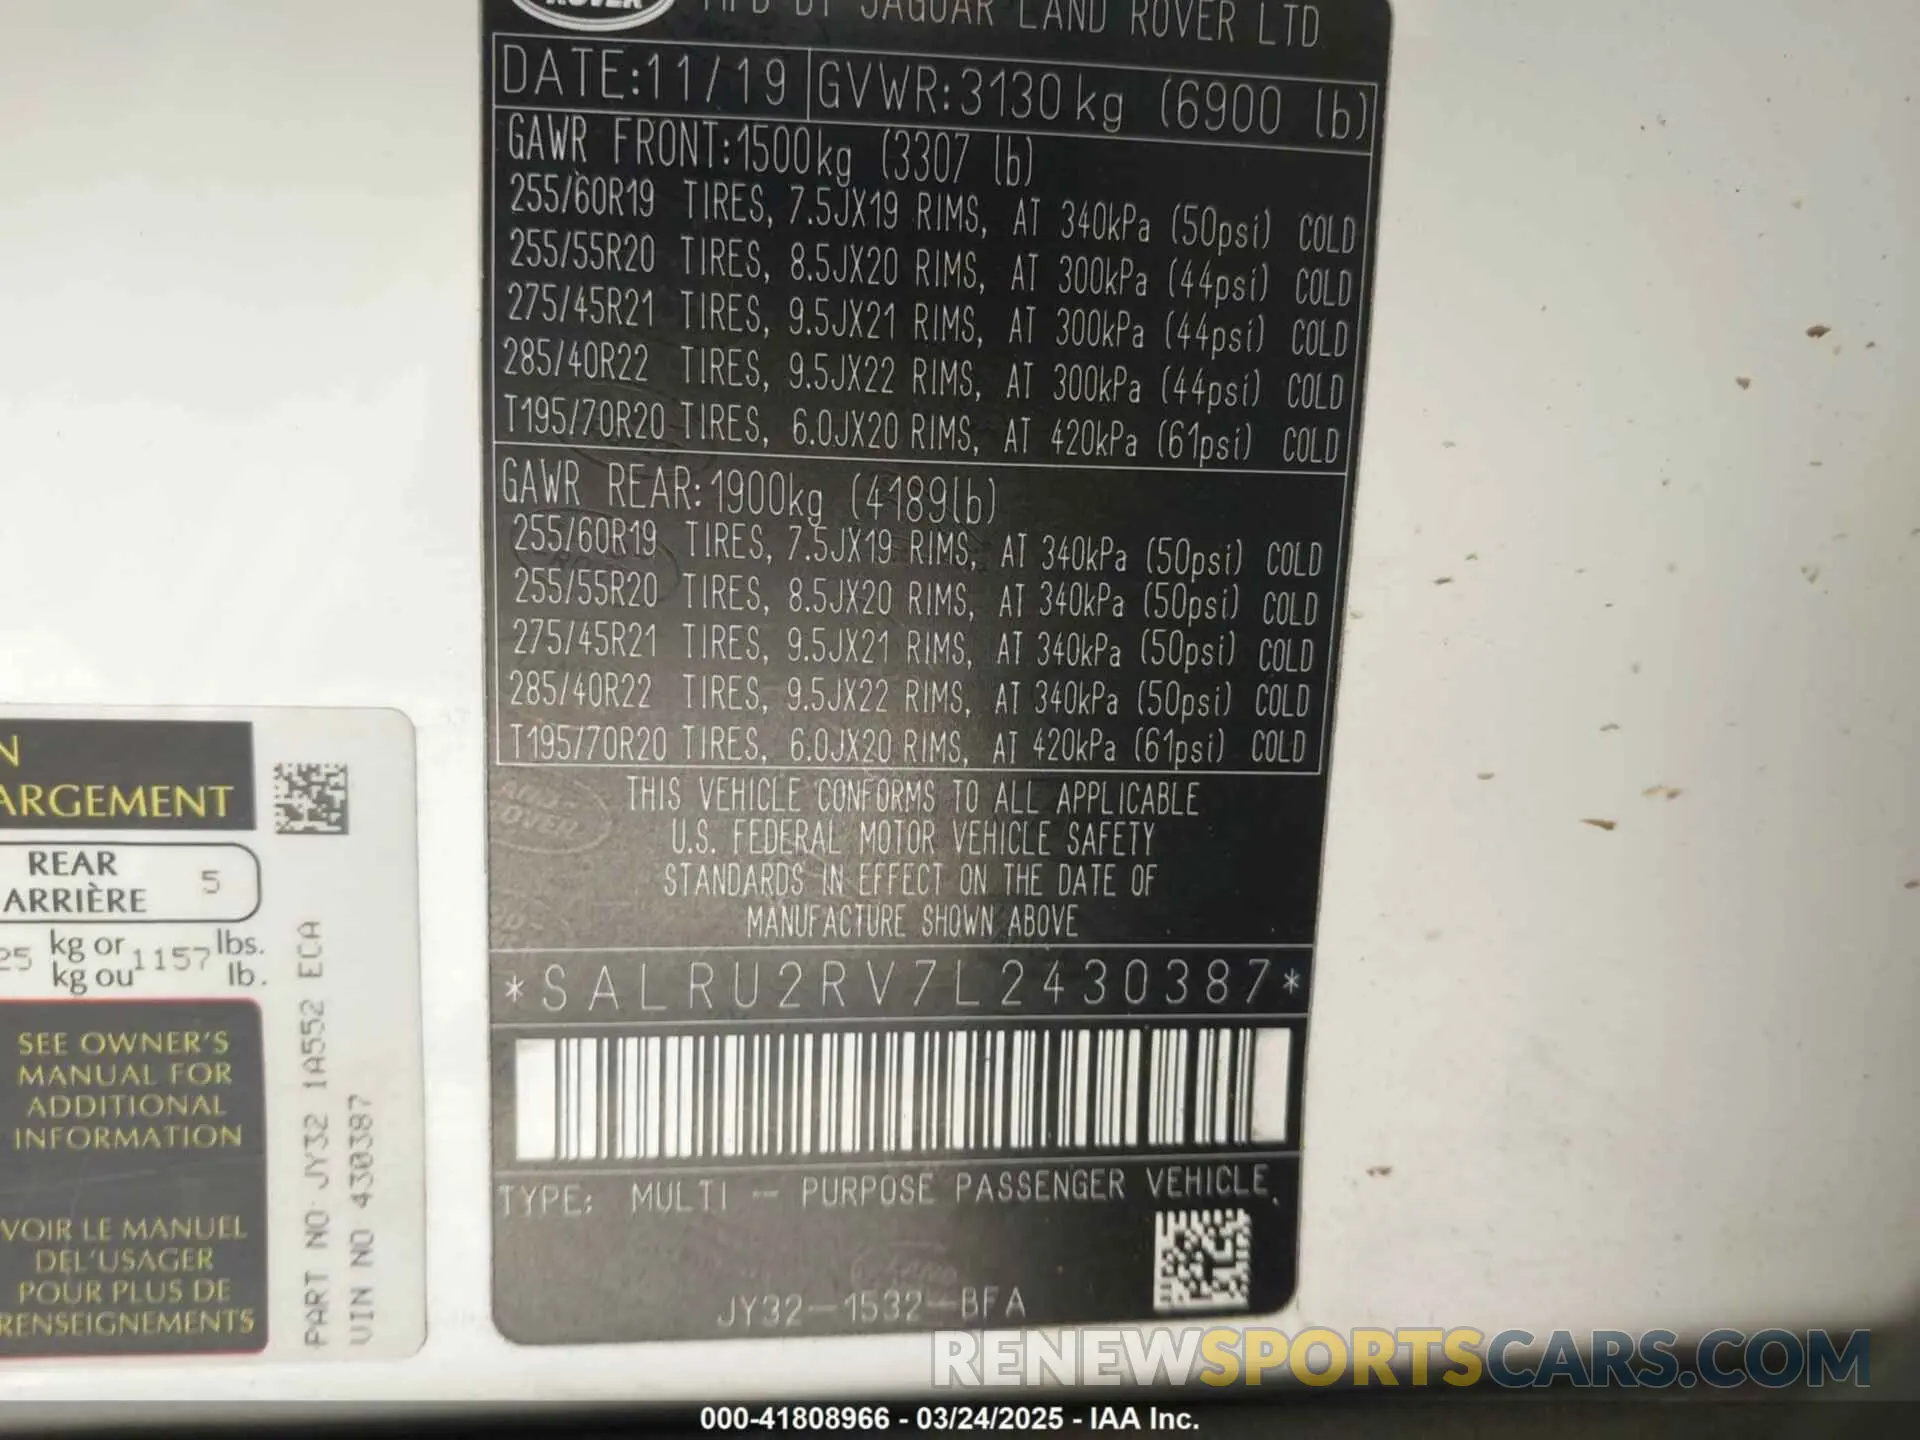 ROVER
MFD BY JAGUAR LAND ROVER LTD
DATE:11/19 GVWR:3130kg (6900 lb)
GAWR FRONT:1500kg (3307 lb)
255/60R19 TIRES, 7.5JX19 RIMS, AT 340kPa (50psi) COLD
255/55R20 TIRES, 8.5JX20 RIMS, AT 300kPa (44psi) COLD
275/45R21 TIRES, 9.5JX21 RIMS, AT 300kPa (44psi) COLD
285/40R22 TIRES, 9.5JX22 RIMS, AT 300kPa (44psi) COLD
T195/70R20 TIRES, 6.0JX20 RIMS, AT 420kPa (61psi) COLD
GAWR REAR:1900kg (4189lb)
255/60R19 TIRES, 7.5JX19 RIMS, AT 340kPa (50psi) COLD
255/55R20 TIRES, 8.5JX20 RIMS, AT 340kPa (50psi) COLD
275/45R21 TIRES, 9.5JX21 RIMS, AT 340kPa (50psi) COLD
285/40R22 TIRES, 9.5JX22 RIMS, AT 340kPa (50psi) COLD
T195/70R20 TIRES, 6.0JX20 RIMS, AT 420kPa (61psi) COLD
THIS VEHICLE CONFORMS TO ALL APPLICABLE
U.S. FEDERAL MOTOR VEHICLE SAFETY
STANDARDS IN EFFECT ON THE DATE OF
MANUFACTURE SHOWN ABOVE
*SALRU2RV7L2430387*
TYPE: MULTI - PURPOSE PASSENGER VEHICLE
JY32-1532-BFA
N
ARGEMENT
REAR
ARRIÈRE 5
25 kg or 1157 lbs.
kg ou lb.
SEE OWNER'S
MANUAL FOR
ADDITIONAL
INFORMATION
VOIR LE MANUEL
DEL'USAGER
POUR PLUS DE
RENSEIGNEMENTS
PART NO: JY32 1A552 ECA
VIN NO 430387
RENEWSPORTSCARS.COM
000-41808966 - 03/24/2025 - IAA Inc.